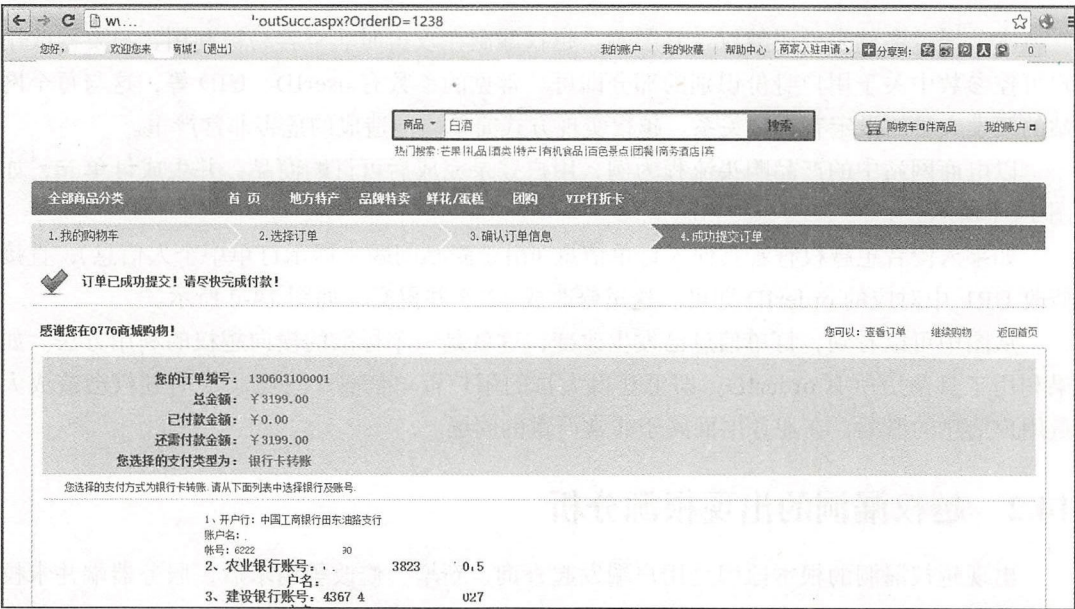 w\...'outSucc.aspx?OrderID=1238
您好， 欢迎您来 商城！[退出] 我的账户 | 我的收藏 | 帮助中心 | 商家入驻申请 分享到： 0
商品 白酒 搜索 购物车0件商品 我的账户
热门搜索：芒果|礼品|酒类|特产|有机食品|百色景点|团餐|商务酒店|宾
全部商品分类 首 页 地方特产 品牌特卖 鲜花/蛋糕 团购 VIP打折卡
1.我的购物车 2.选择订单 3.确认订单信息 4.成功提交订单
订单已成功提交！请尽快完成付款！
感谢您在0776商城购物！ 您可以：查看订单 继续购物 返回首页
您的订单编号： 130603100001
总金额： ￥3199.00
已付款金额： ￥0.00
还需付款金额： ￥3199.00
您选择的支付类型为： 银行卡转账
您选择的支付方式为银行卡转账.请从下面列表中选择银行及账号.
1、开户行：中国工商银行田东油路支行
账户名：
帐号：6222 90
2、农业银行账号： 3823 0.5
户名：
3、建设银行账号：4367 4 027